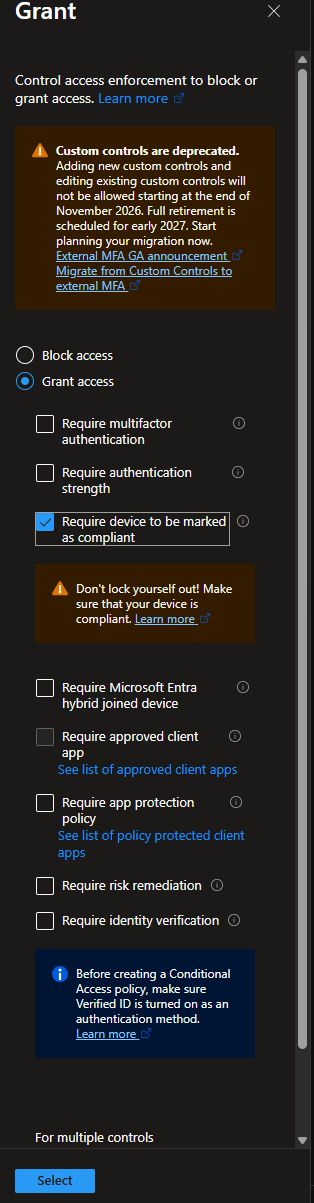 Grant
Control access enforcement to block or
grant access. Learn more
Custom controls are deprecated.
Adding new custom controls and
editing existing custom controls will
not be allowed starting at the end of
November 2026. Full retirement is
scheduled for early 2027. Start
planning your migration now.
External MFA GA announcement
Migrate from Custom Controls to
external MFA
Block access
Grant access
Require multifactor
authentication
Require authentication
strength
Require device to be marked
as compliant
Don't lock yourself out! Make
sure that your device is
compliant. Learn more
Require Microsoft Entra
hybrid joined device
Require approved client
app
See list of approved client apps
Require app protection
policy
See list of policy protected client
apps
Require risk remediation
Require identity verification
Before creating a Conditional
Access policy, make sure
Verified ID is turned on as an
authentication method.
Learn more
For multiple controls
Select